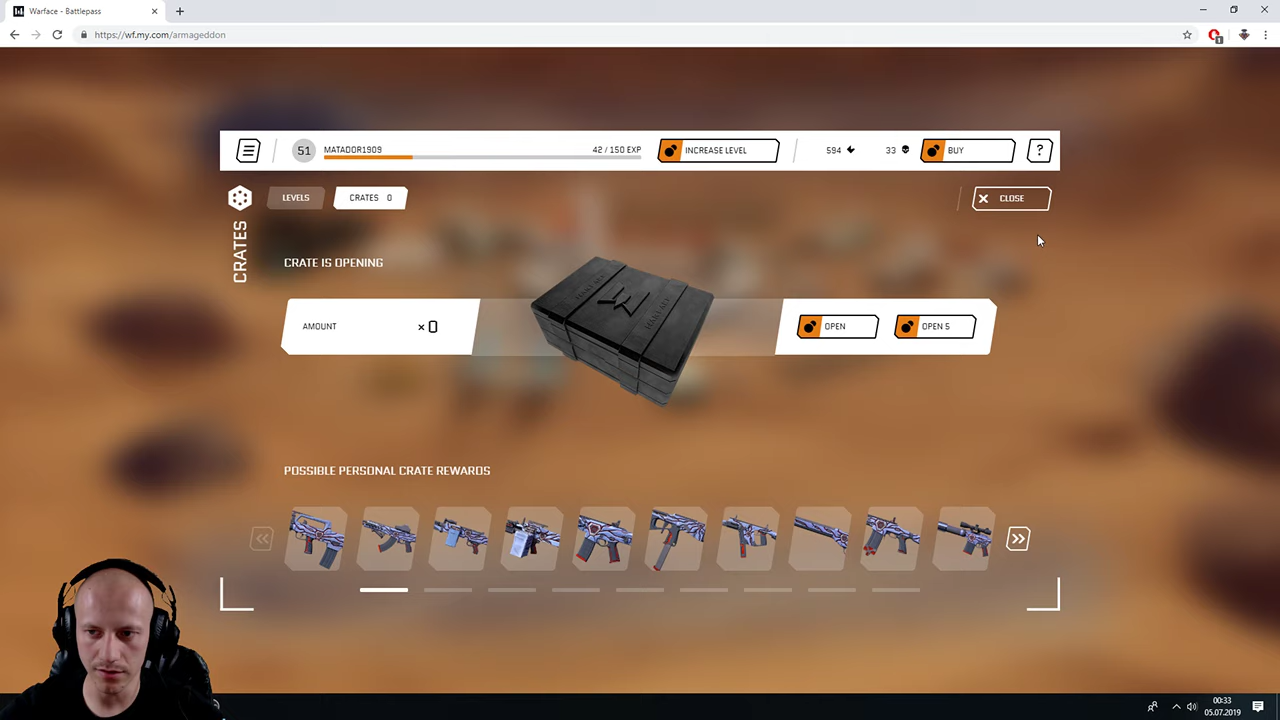 Warface - Battlepass
https://wf.my.com/armageddon
1
51
MATADOR1909
42 / 150 EXP
INCREASE LEVEL
594
33
BUY
?
CRATES
LEVELS
CRATES 0
CLOSE
CRATE IS OPENING
AMOUNT
× 0
OPEN
OPEN 5
POSSIBLE PERSONAL CRATE REWARDS
00:33
05.07.2019